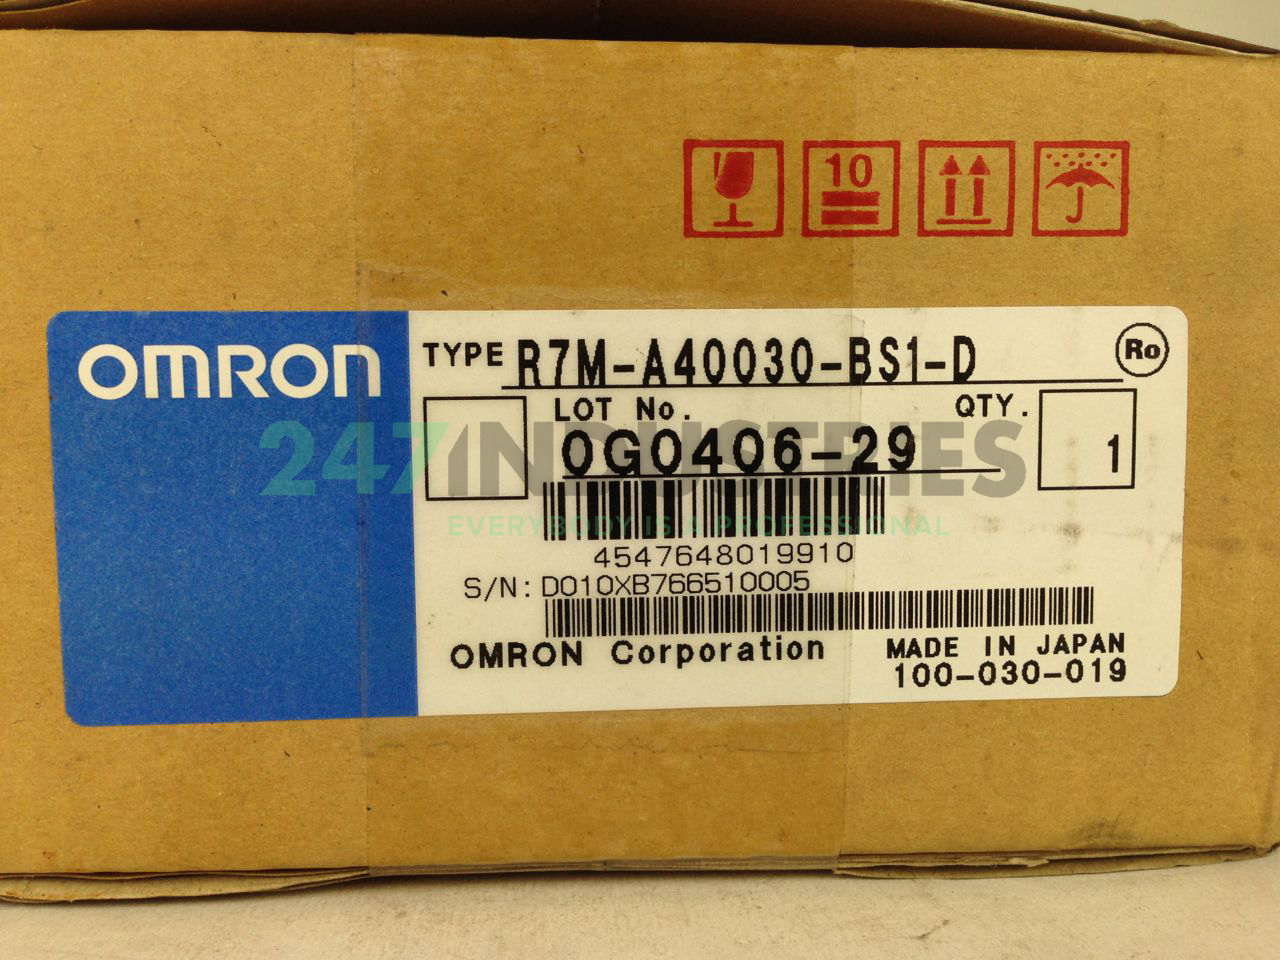 10
OMRON
TYPE R7M-A40030-BS1-D
Ro
LOT No.
QTY.
0G0406-29
1
247INDUSTRIES
EVERYBODY IS A PROFESSIONAL
4547648019910
S/N: D010XB766510005
OMRON Corporation
MADE IN JAPAN
100-030-019